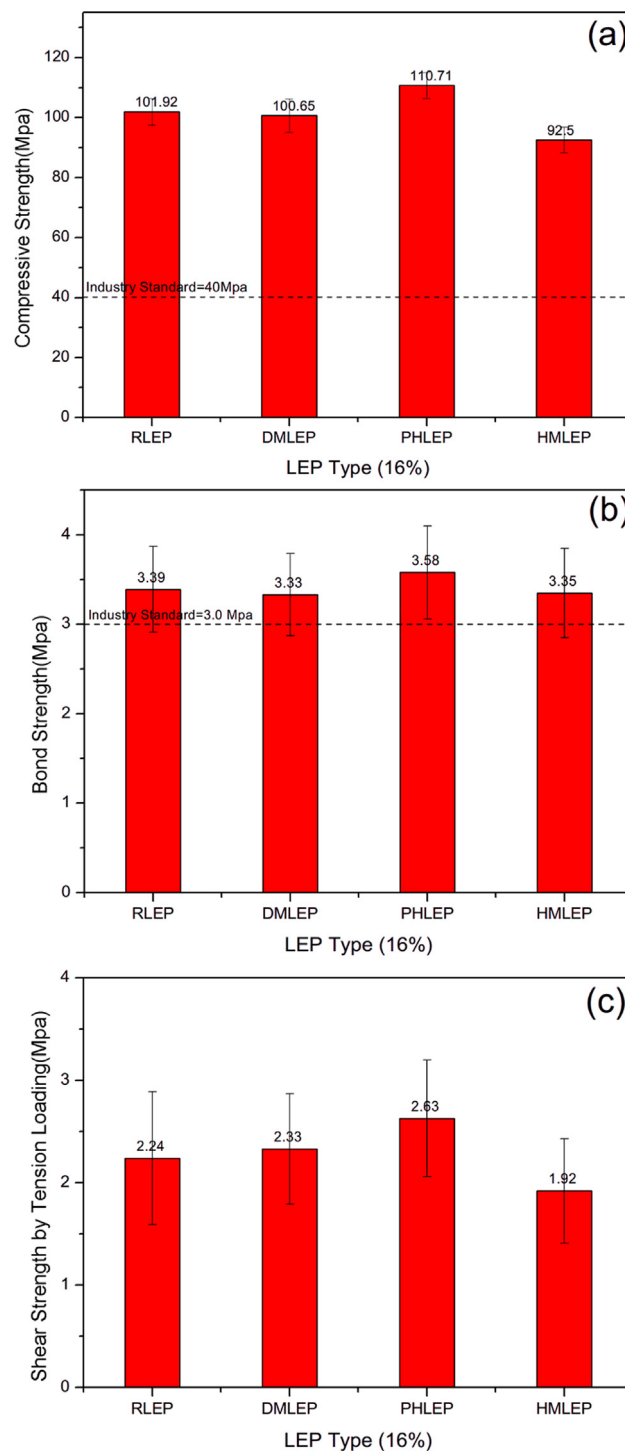 (a)
120
100
80
60
40
20
0
Compressive Strength(Mpa)
101.92
100.65
110.71
92.5
Industry Standard=40Mpa
RLEP DMLEP PHLEP HMLEP
LEP Type (16%)
(b)
4
3
2
1
0
Bond Strength(Mpa)
3.39
3.33
3.58
3.35
Industry Standard=3.0 Mpa
RLEP DMLEP PHLEP HMLEP
LEP Type (16%)
(c)
4
3
2
1
0
Shear Strength by Tension Loading(Mpa)
2.24
2.33
2.63
1.92
RLEP DMLEP PHLEP HMLEP
LEP Type (16%)